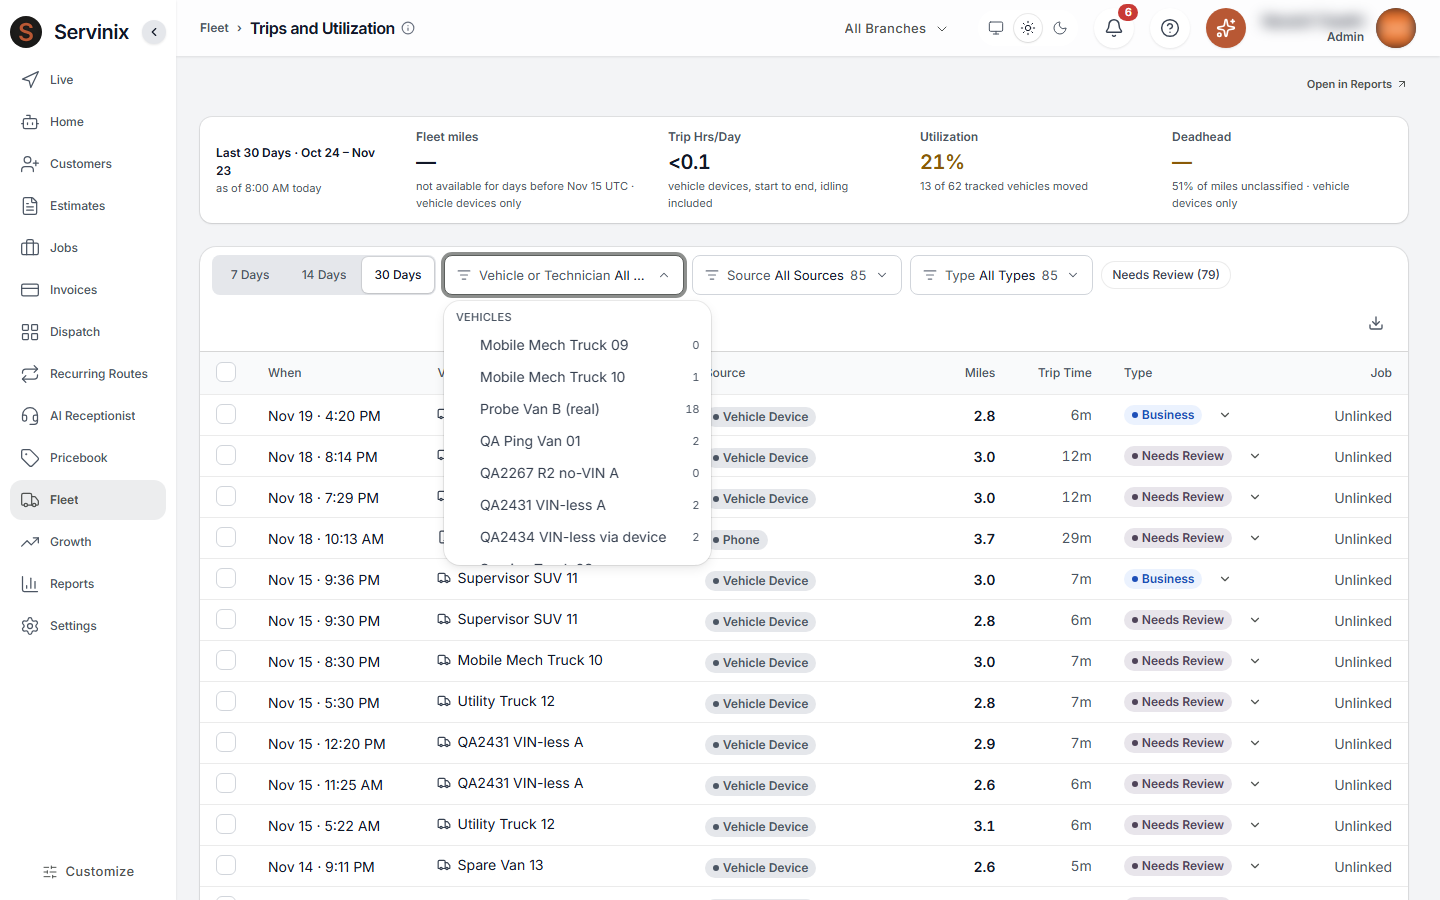 Servinix
Live
Home
Customers
Estimates
Jobs
Invoices
Dispatch
Recurring Routes
AI Receptionist
Pricebook
Fleet
Growth
Reports
Settings
Customize
Fleet › Trips and Utilization
All Branches
6
Admin
Open in Reports
Last 30 Days · Oct 24 – Nov
23
as of 8:00 AM today
Fleet miles
—
not available for days before Nov 15 UTC ·
vehicle devices only
Trip Hrs/Day
<0.1
vehicle devices, start to end, idling
included
Utilization
21%
13 of 62 tracked vehicles moved
Deadhead
—
51% of miles unclassified · vehicle
devices only
7 Days 14 Days 30 Days Vehicle or Technician All ... Source All Sources 85 Type All Types 85 Needs Review (79)
VEHICLES
Mobile Mech Truck 09 0
Mobile Mech Truck 10 1
Probe Van B (real) 18
QA Ping Van 01 2
QA2267 R2 no-VIN A 0
QA2431 VIN-less A 2
QA2434 VIN-less via device 2
When Miles Trip Time Type Job
Nov 19 · 4:20 PM Vehicle Device 2.8 6m Business Unlinked
Nov 18 · 8:14 PM Vehicle Device 3.0 12m Needs Review Unlinked
Nov 18 · 7:29 PM Vehicle Device 3.0 12m Needs Review Unlinked
Nov 18 · 10:13 AM Phone 3.7 29m Needs Review Unlinked
Nov 15 · 9:36 PM Supervisor SUV 11 Vehicle Device 3.0 7m Business Unlinked
Nov 15 · 9:30 PM Supervisor SUV 11 Vehicle Device 2.8 6m Needs Review Unlinked
Nov 15 · 8:30 PM Mobile Mech Truck 10 Vehicle Device 3.0 7m Needs Review Unlinked
Nov 15 · 5:30 PM Utility Truck 12 Vehicle Device 2.8 7m Needs Review Unlinked
Nov 15 · 12:20 PM QA2431 VIN-less A Vehicle Device 2.9 7m Needs Review Unlinked
Nov 15 · 11:25 AM QA2431 VIN-less A Vehicle Device 2.6 6m Needs Review Unlinked
Nov 15 · 5:22 AM Utility Truck 12 Vehicle Device 3.1 6m Needs Review Unlinked
Nov 14 · 9:11 PM Spare Van 13 Vehicle Device 2.6 5m Needs Review Unlinked